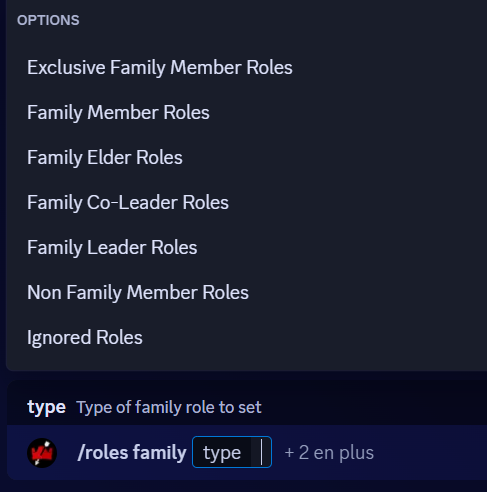 OPTIONS
Exclusive Family Member Roles
Family Member Roles
Family Elder Roles
Family Co-Leader Roles
Family Leader Roles
Non Family Member Roles
Ignored Roles
type Type of family role to set
/roles family type + 2 en plus